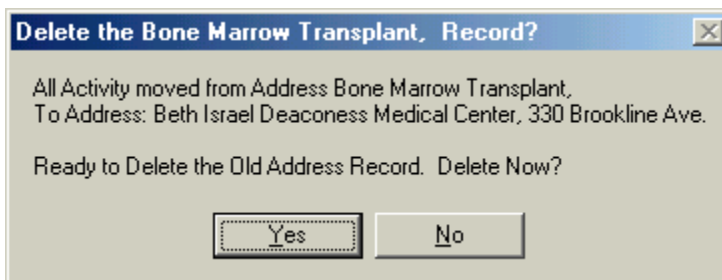 Delete the Bone Marrow Transplant, Record?
All Activity moved from Address Bone Marrow Transplant,
To Address: Beth Israel Deaconess Medical Center, 330 Brookline Ave.
Ready to Delete the Old Address Record. Delete Now?
Yes No